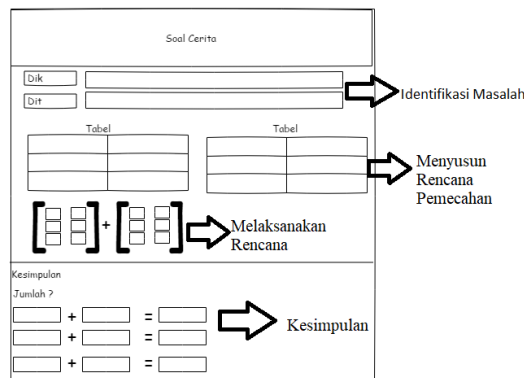 Soal Cerita
Dik
Identifikasi Masalah
Dit
Tabel
Tabel
Menyusun
Rencana
Pemecahan
+
Melaksanakan
Rencana
Kesimpulan
Jumlah ?
+ =
+ =
+ =
Kesimpulan